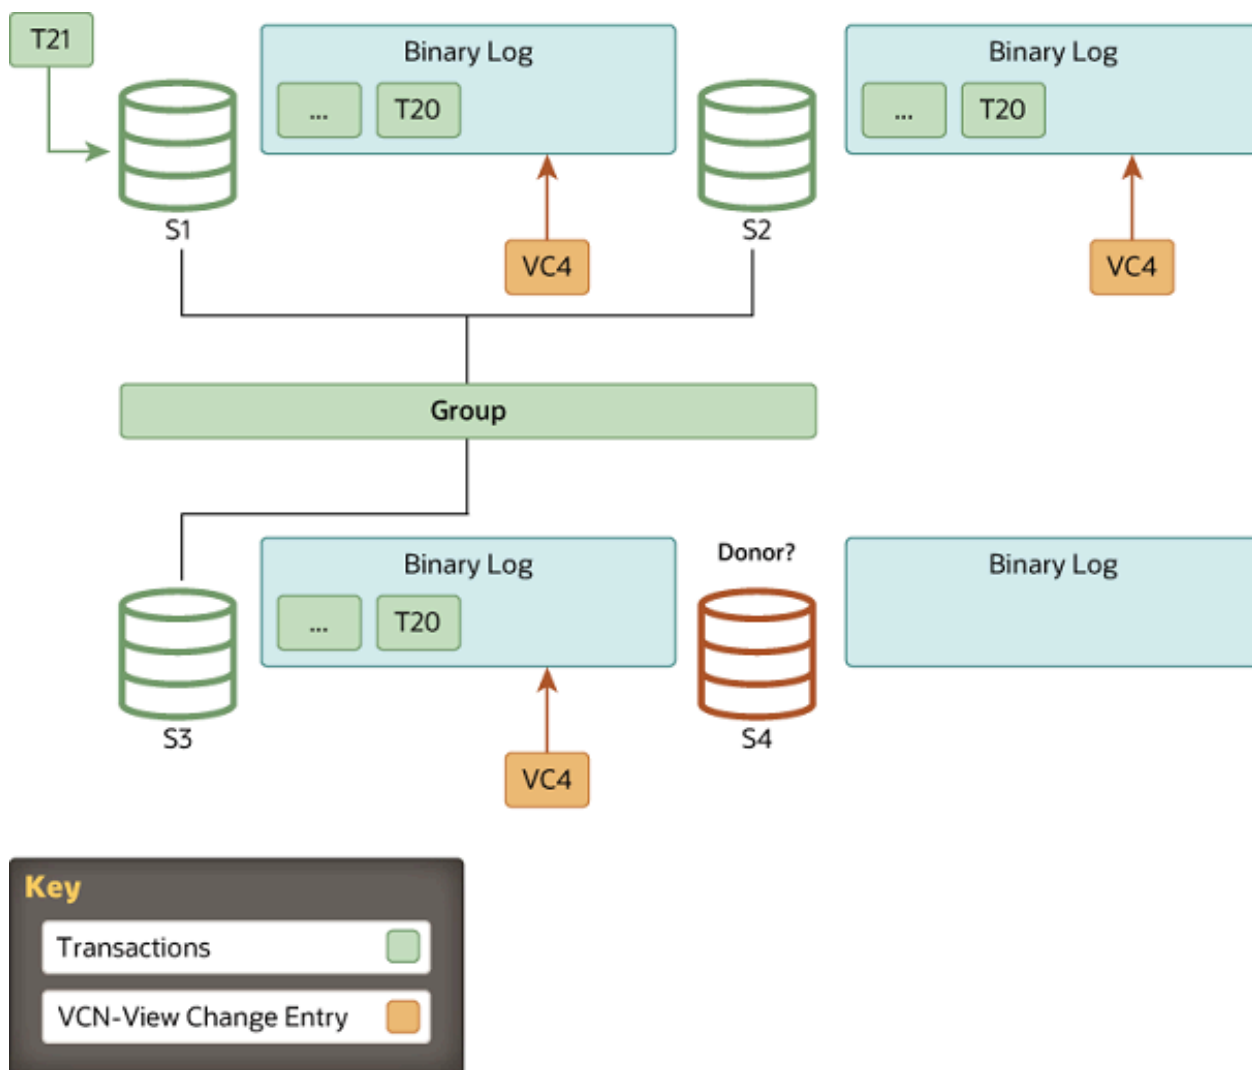 T21
Binary Log
... T20
S1
VC4
Binary Log
... T20
S2
VC4
Group
Binary Log
... T20
S3
VC4
Donor?
S4
Binary Log
Key
Transactions
VCN-View Change Entry